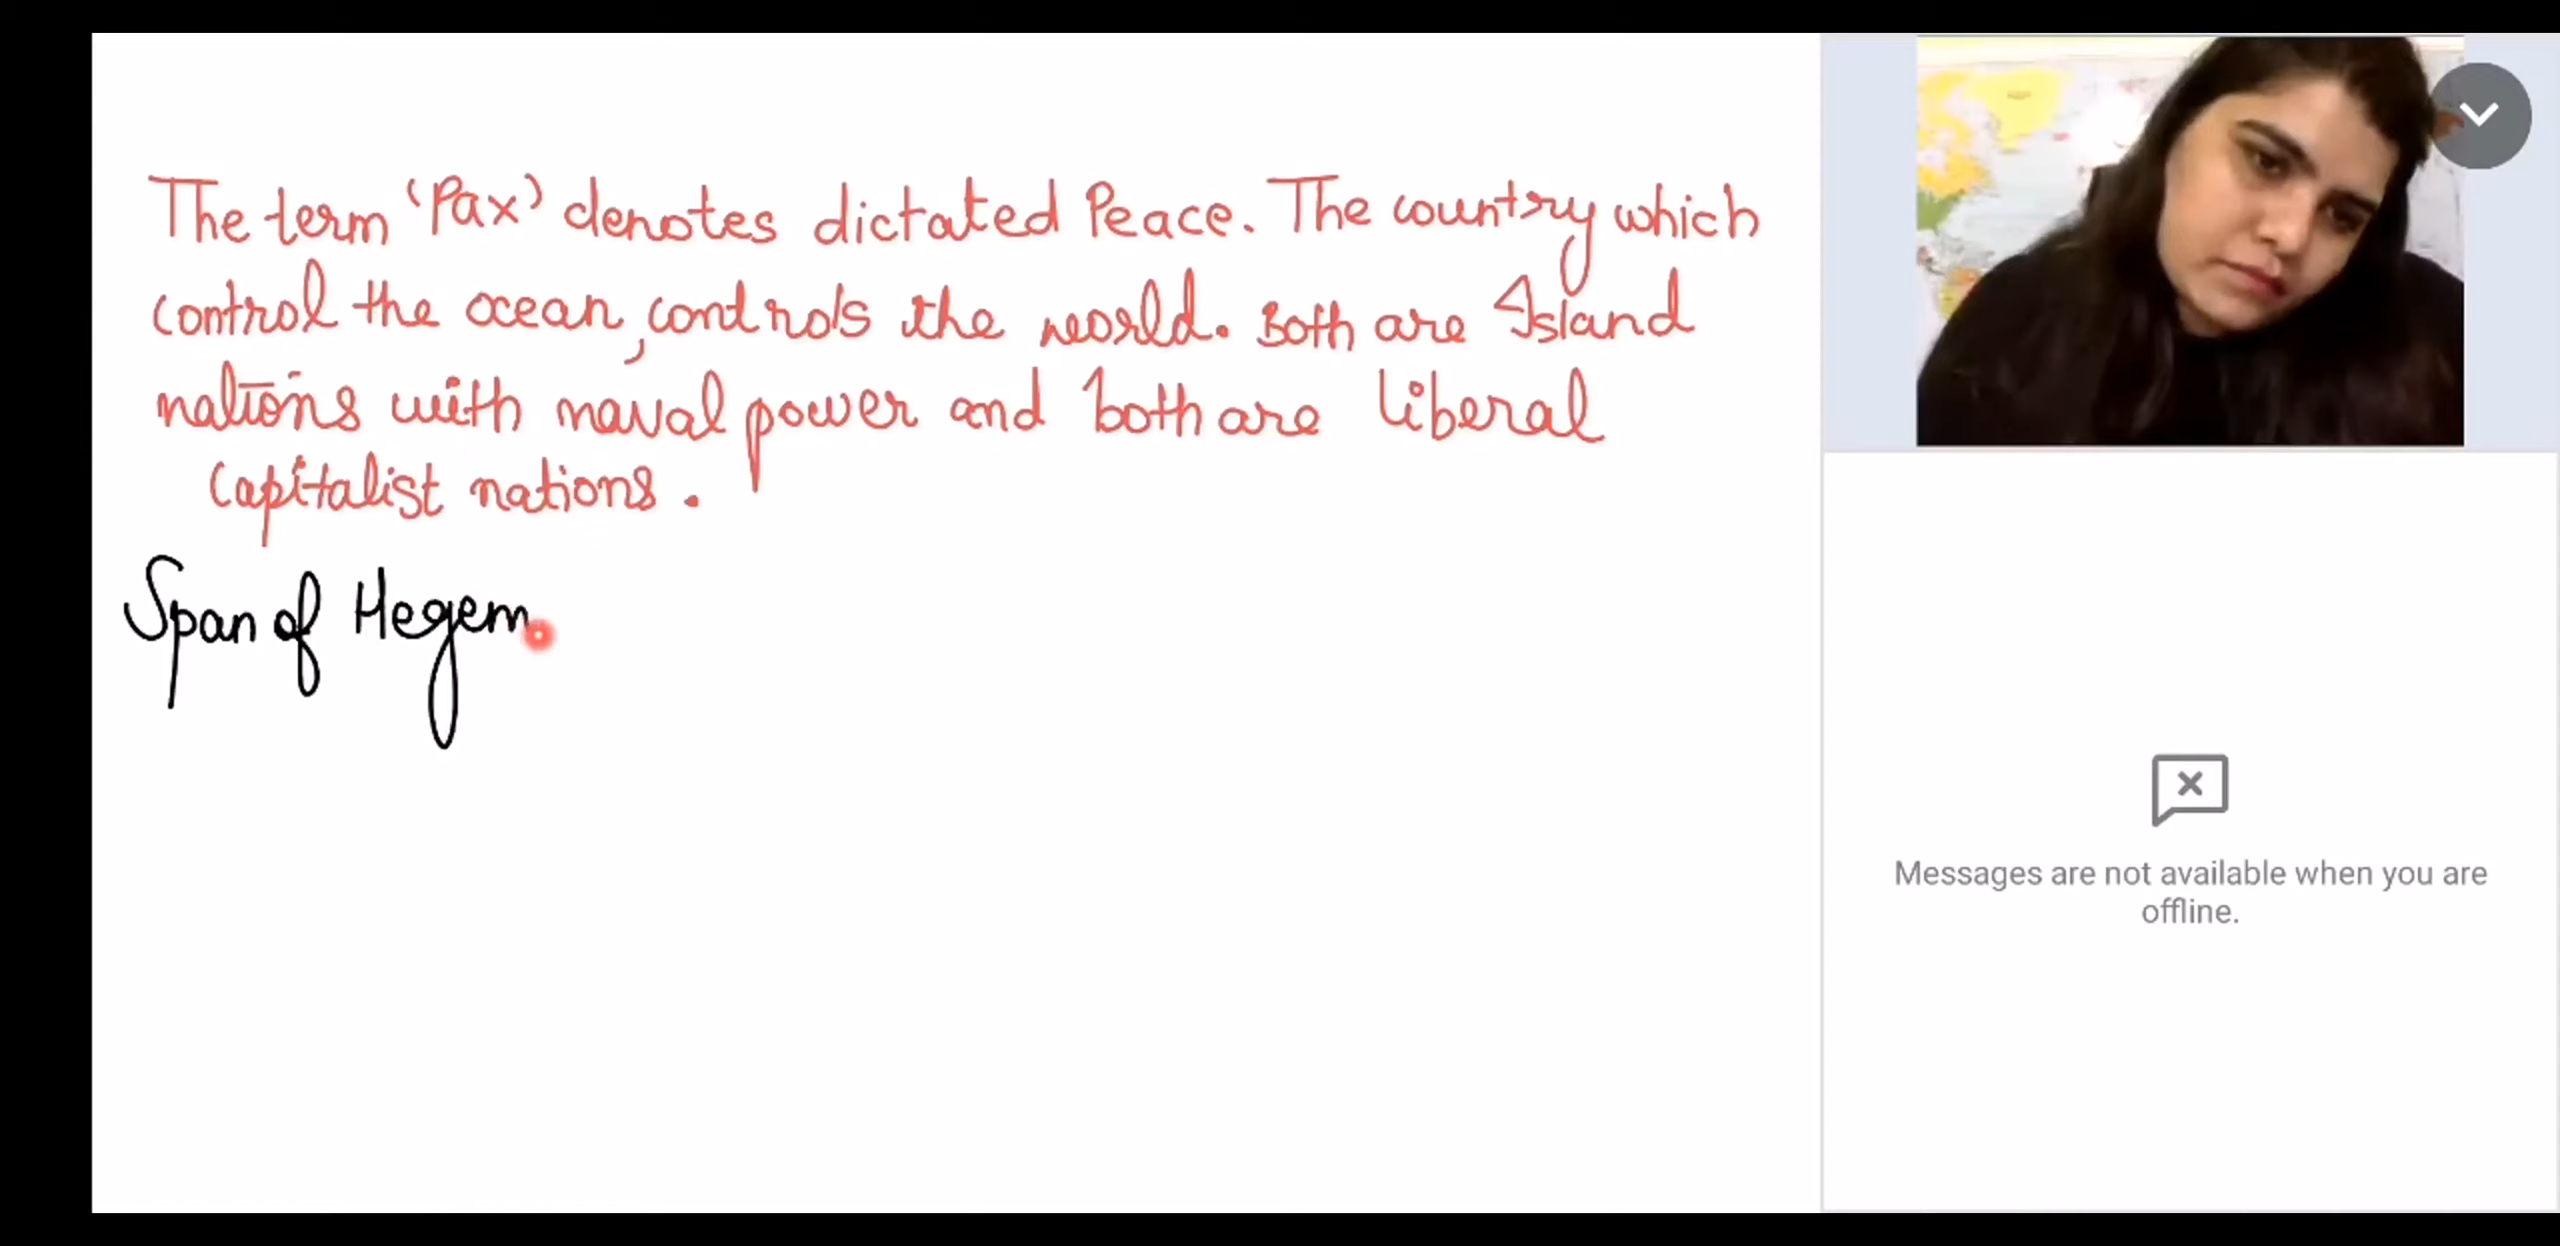 The term 'Pax' denotes dictated Peace. The country which
control the ocean, controls the world. Both are Island
nations with naval power and both are liberal
capitalist nations.
Span of Hegem
Messages are not available when you are
offline.